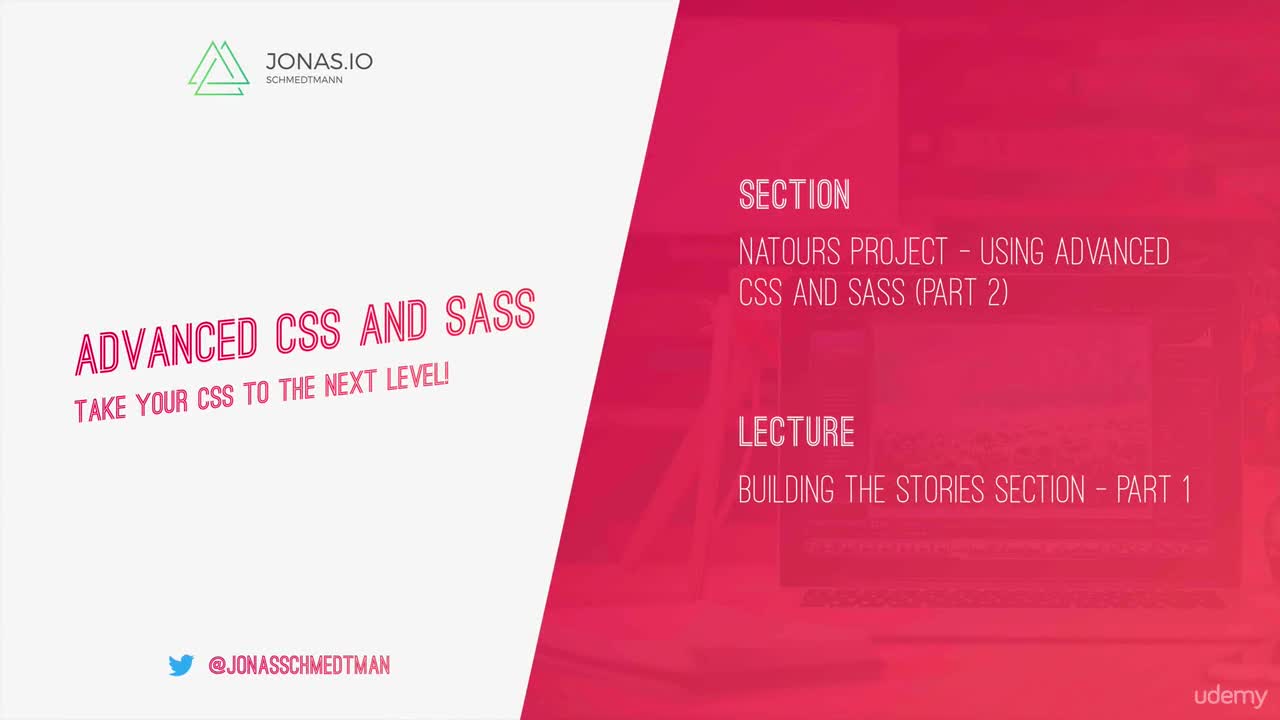 JONAS.IO
SCHMEDTMANN
ADVANCED CSS AND SASS
TAKE YOUR CSS TO THE NEXT LEVEL!
@JONASSCHMEDTMAN
SECTION
NATOURS PROJECT – USING ADVANCED
CSS AND SASS (PART 2)
LECTURE
BUILDING THE STORIES SECTION – PART 1
udemy